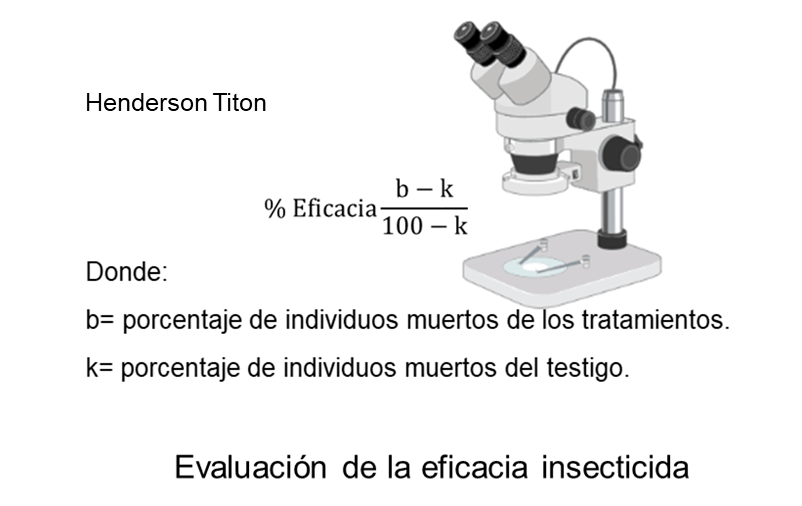 Henderson Titon
% Eficacia b − k / 100 − k
Donde:
b= porcentaje de individuos muertos de los tratamientos.
k= porcentaje de individuos muertos del testigo.
Evaluación de la eficacia insecticida